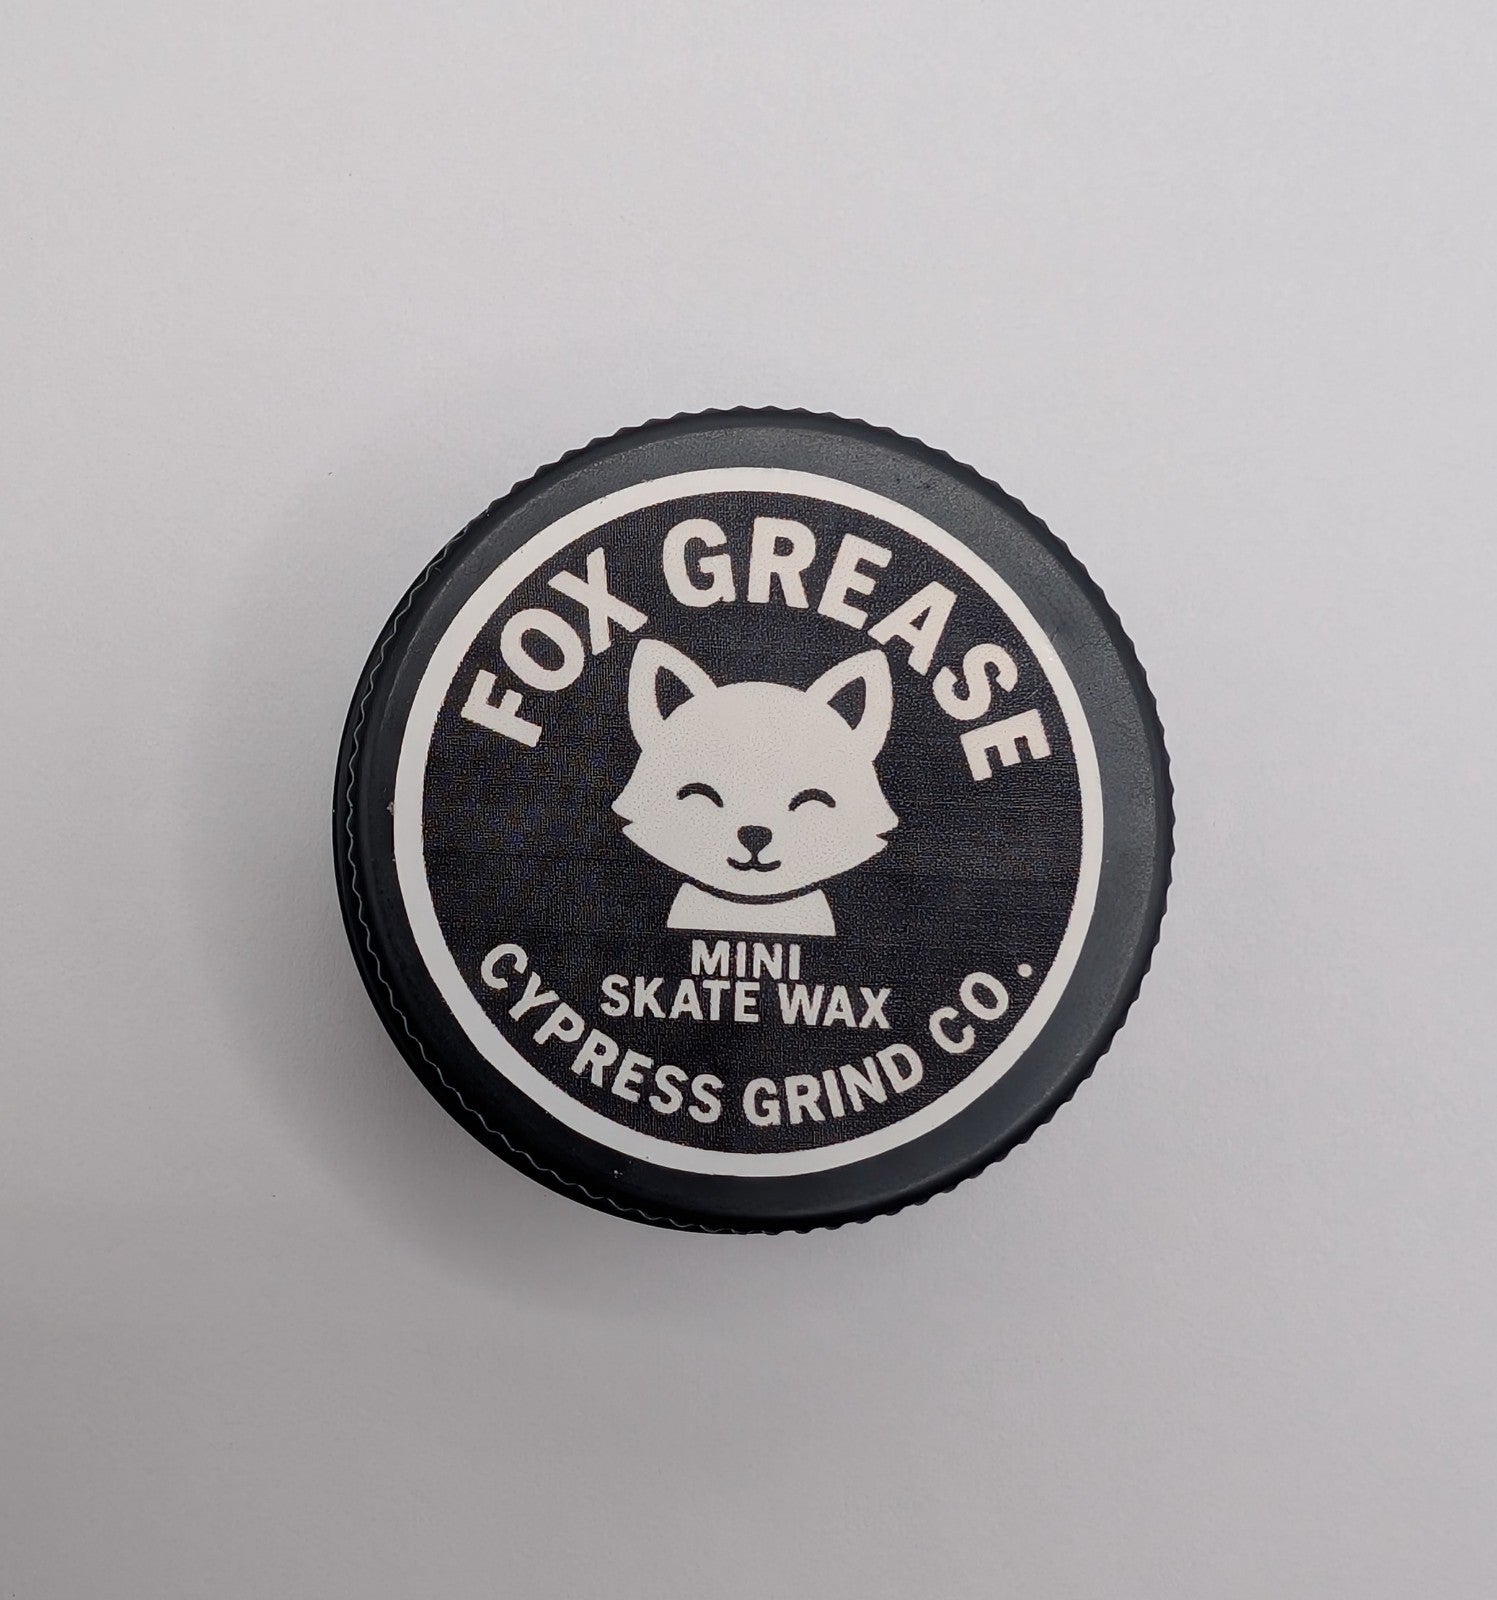 FOX GREASE
MINI
SKATE WAX
CYPRESS GRIND CO.